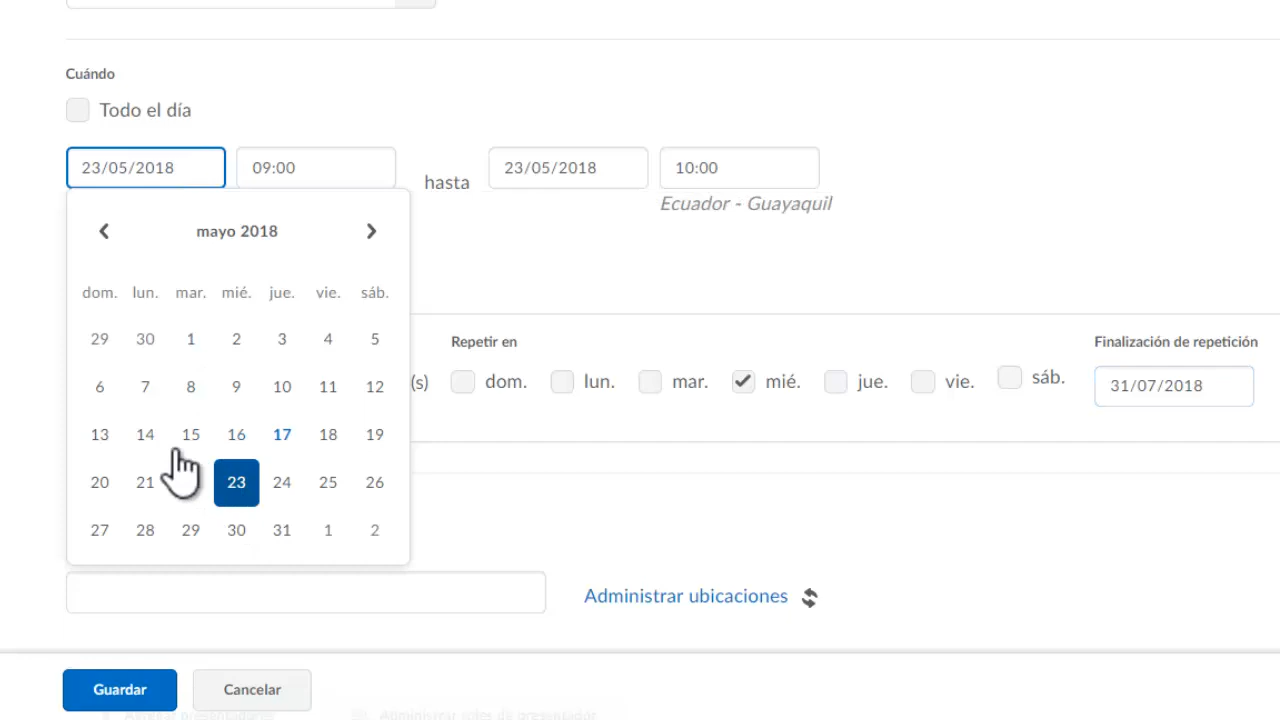 Cuándo
Todo el día
23/05/2018 09:00 hasta 23/05/2018 10:00
Ecuador - Guayaquil
mayo 2018
dom. lun. mar. mié. jue. vie. sáb.
29 30 1 2 3 4 5
6 7 8 9 10 11 12
13 14 15 16 17 18 19
20 21 23 24 25 26
27 28 29 30 31 1 2
Repetir en
(s) dom. lun. mar. mié. jue. vie. sáb.
Finalización de repetición
31/07/2018
Administrar ubicaciones
Guardar Cancelar
Administrar roles de presentador